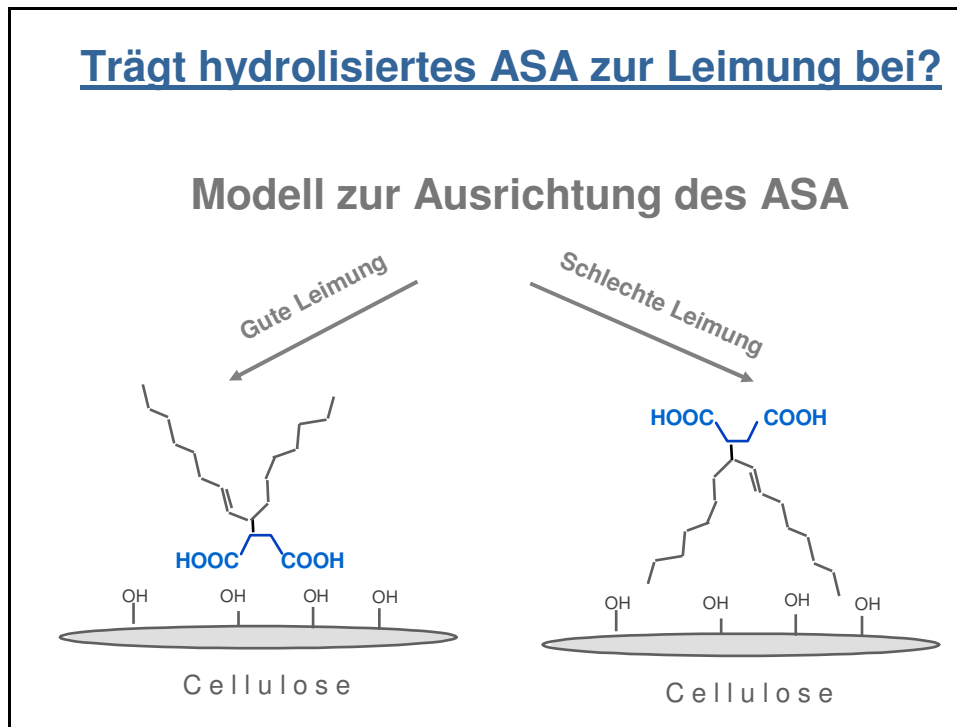 Trägt hydrolisiertes ASA zur Leimung bei?
Modell zur Ausrichtung des ASA
Gute Leimung
Schlechte Leimung
HOOC COOH
OH OH OH OH
Cellulose
HOOC COOH
OH OH OH OH
Cellulose